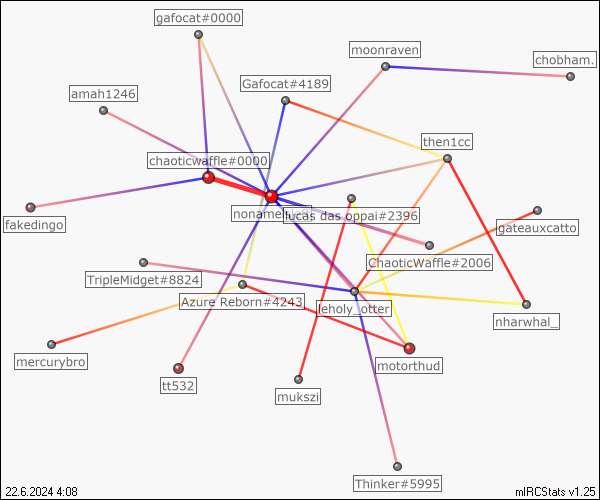 gafocat#0000
moonraven
chobham.
Gafocat#4189
amah1246
then1cc
chaoticwaffle#0000
fakedingo
lucas das oppai#2396
gateauxcatto
ChaoticWaffle#2006
TripleMidget#8824
Azure Reborn#4243
leholy_otter
nharwhal_
mercurybro
motorthud
tt532
mukszi
Thinker#5995
22.6.2024 4:08
mIRCStats v1.25